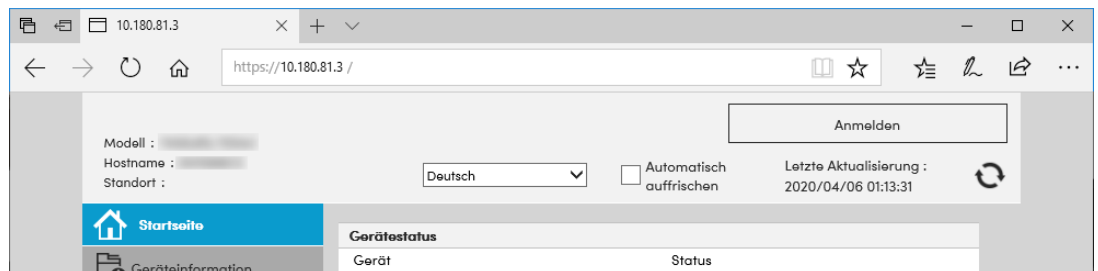 10.180.81.3
https://10.180.81.3 /
Anmelden
Modell :
Hostname :
Standort :
Deutsch
Automatisch
auffrischen
Letzte Aktualisierung :
2020/04/06 01:13:31
Startseite
Gerätestatus
Geräteinformation
Gerät Status